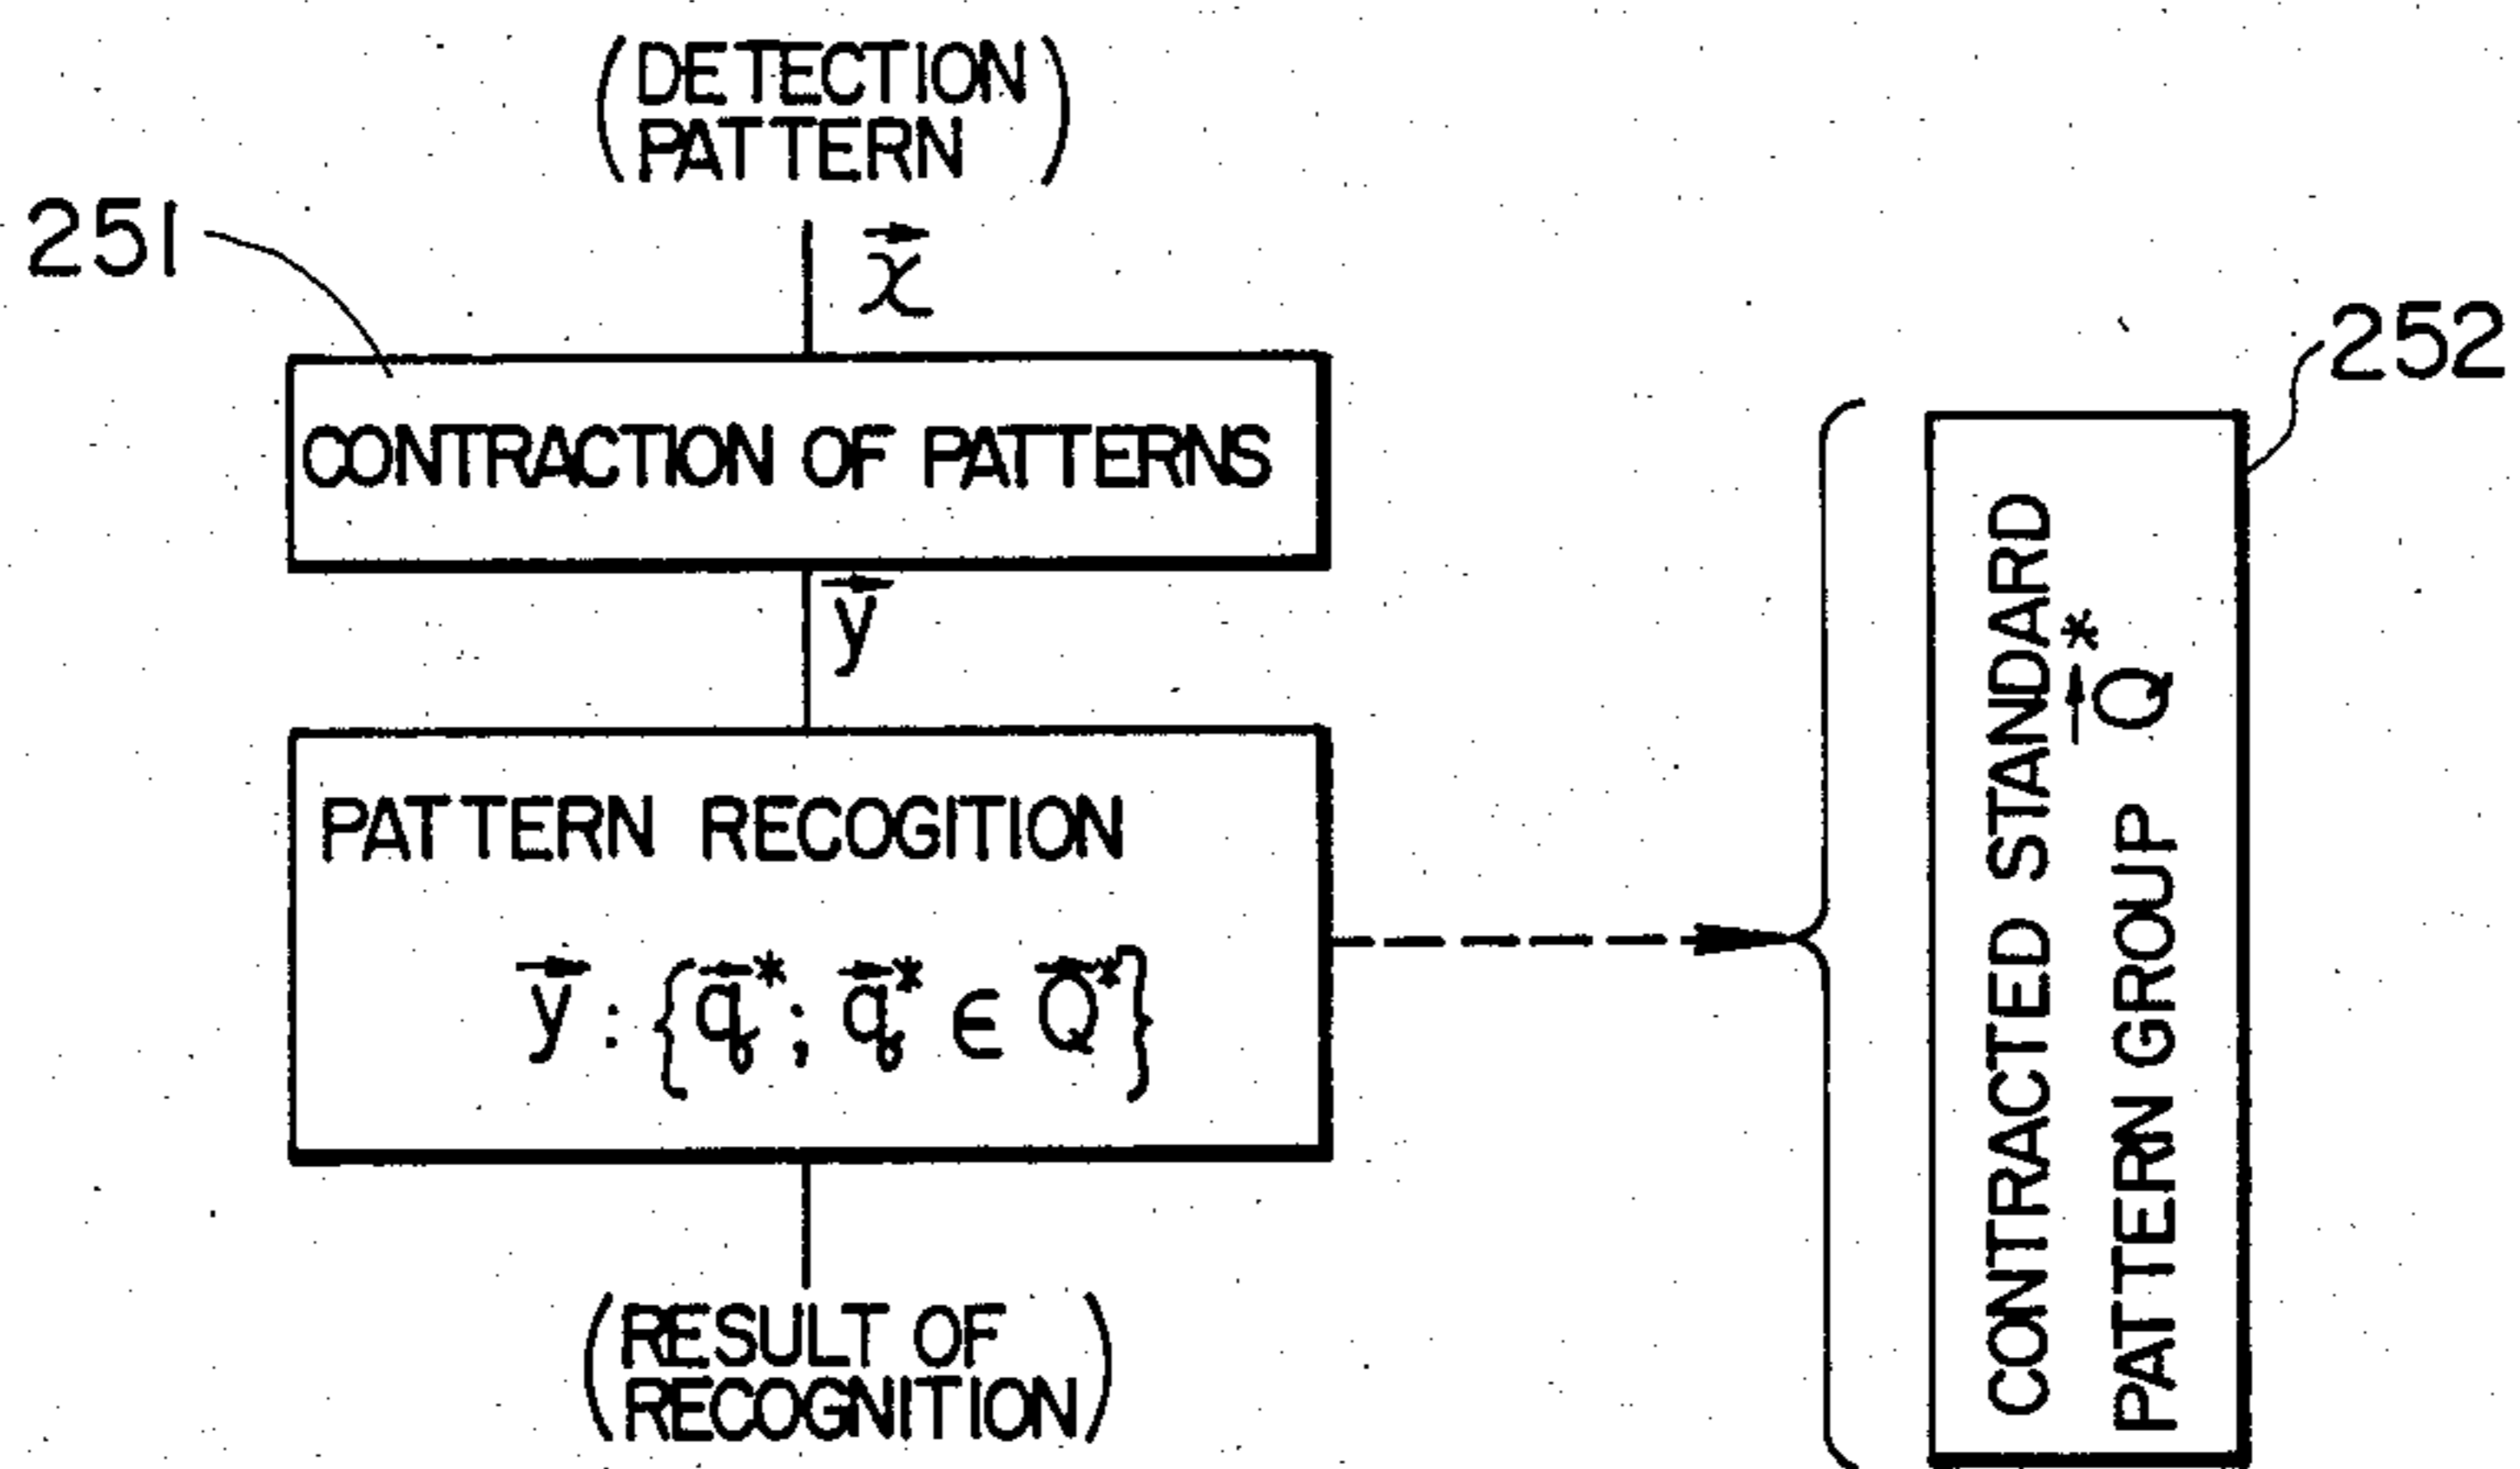 (DETECTION
PATTERN)
251
x⃗
CONTRACTION OF PATTERNS
y⃗
PATTERN RECOGITION
y⃗ : {q⃗* ; q⃗* ∈ Q⃗*}
(RESULT OF
RECOGNITION)
252
CONTRACTED STANDARD
PATTERN GROUP Q⃗*